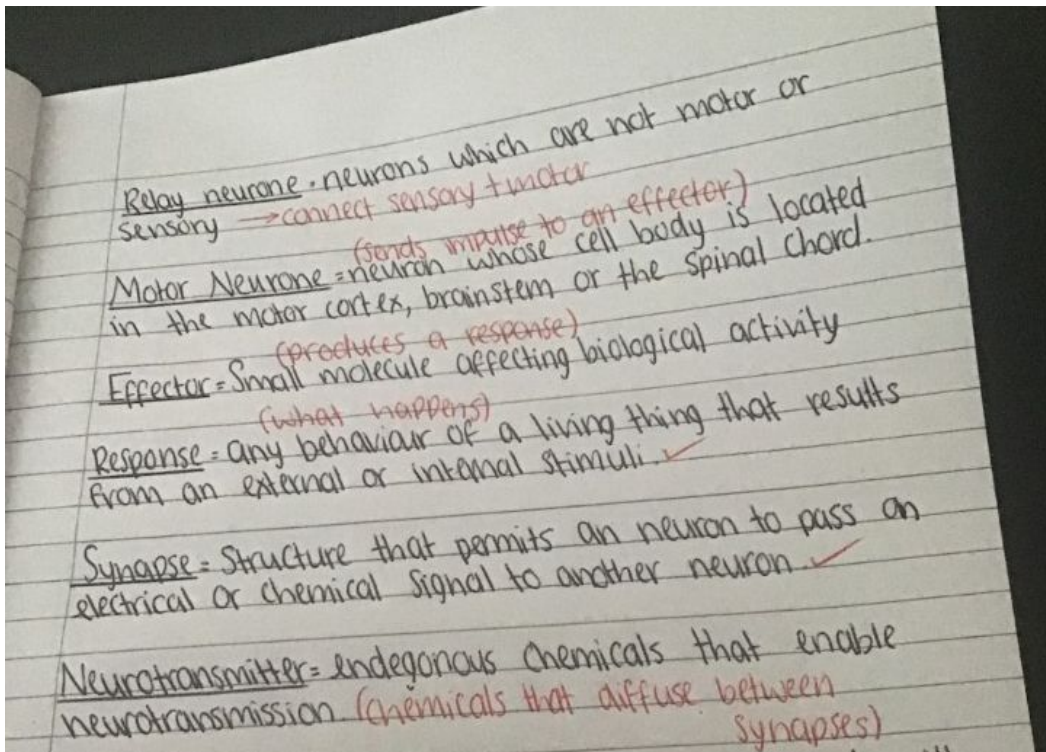 Relay neurone . neurons which are not motor or
sensory → connect sensory + motor
(sends impulse to an effector)
Motor Neurone = neuron whose cell body is located
in the motor cortex, brainstem or the spinal chord.
(produces a response)
Effector = Small molecule affecting biological activity
(what happens)
Response = any behaviour of a living thing that results
from an external or internal stimuli. ✓
Synapse = Structure that permits an neuron to pass an
electrical or chemical signal to another neuron ✓
Neurotransmitter = endegonous chemicals that enable
neurotransmission (chemicals that diffuse between
synapses)